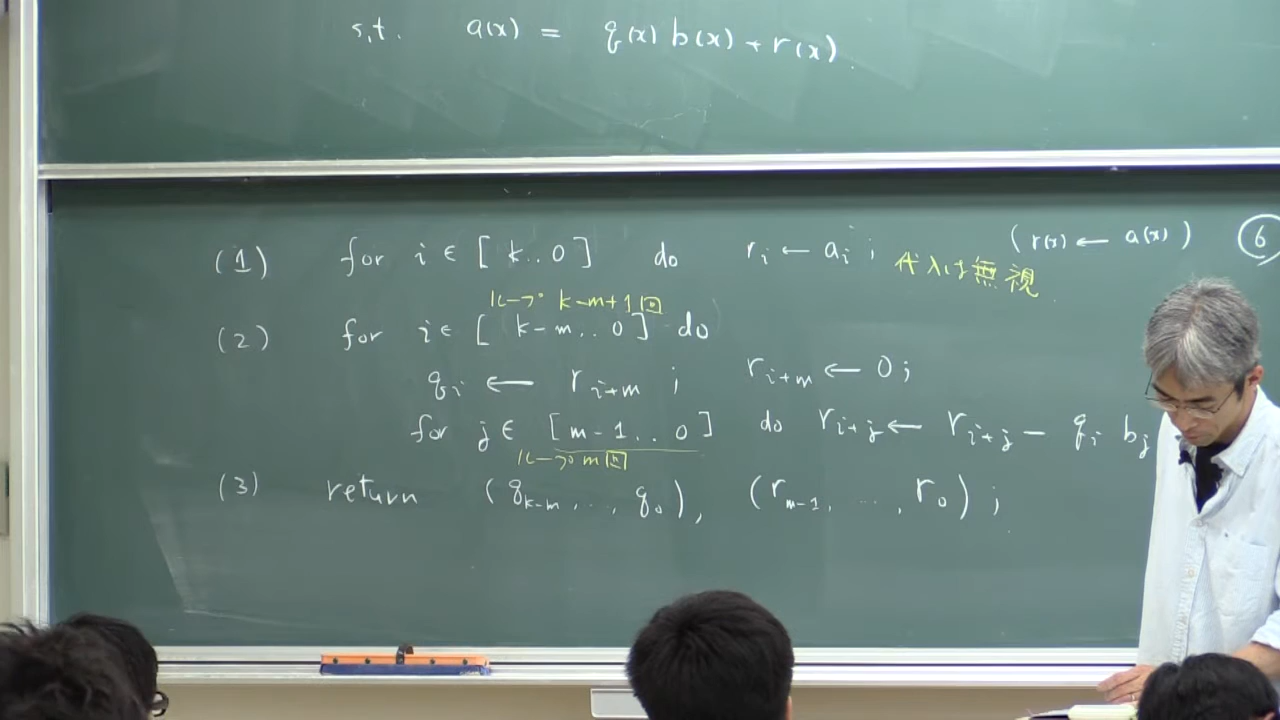 s.t. a(x) = q(x) b(x) + r(x).
(1) for i ∈ [k..0] do r_i ← a_i ; (r(x) ← a(x)) 6
代入は無視.
ループ k-m+1回
(2) for i ∈ [k-m..0] do
q_i ← r_{i+m} ; r_{i+m} ← 0 ;
for j ∈ [m-1..0] do r_{i+j} ← r_{i+j} - q_i b_j
ループ m回
(3) return (q_{k-m}, .., q_0), (r_{m-1}, ..., r_0) ;